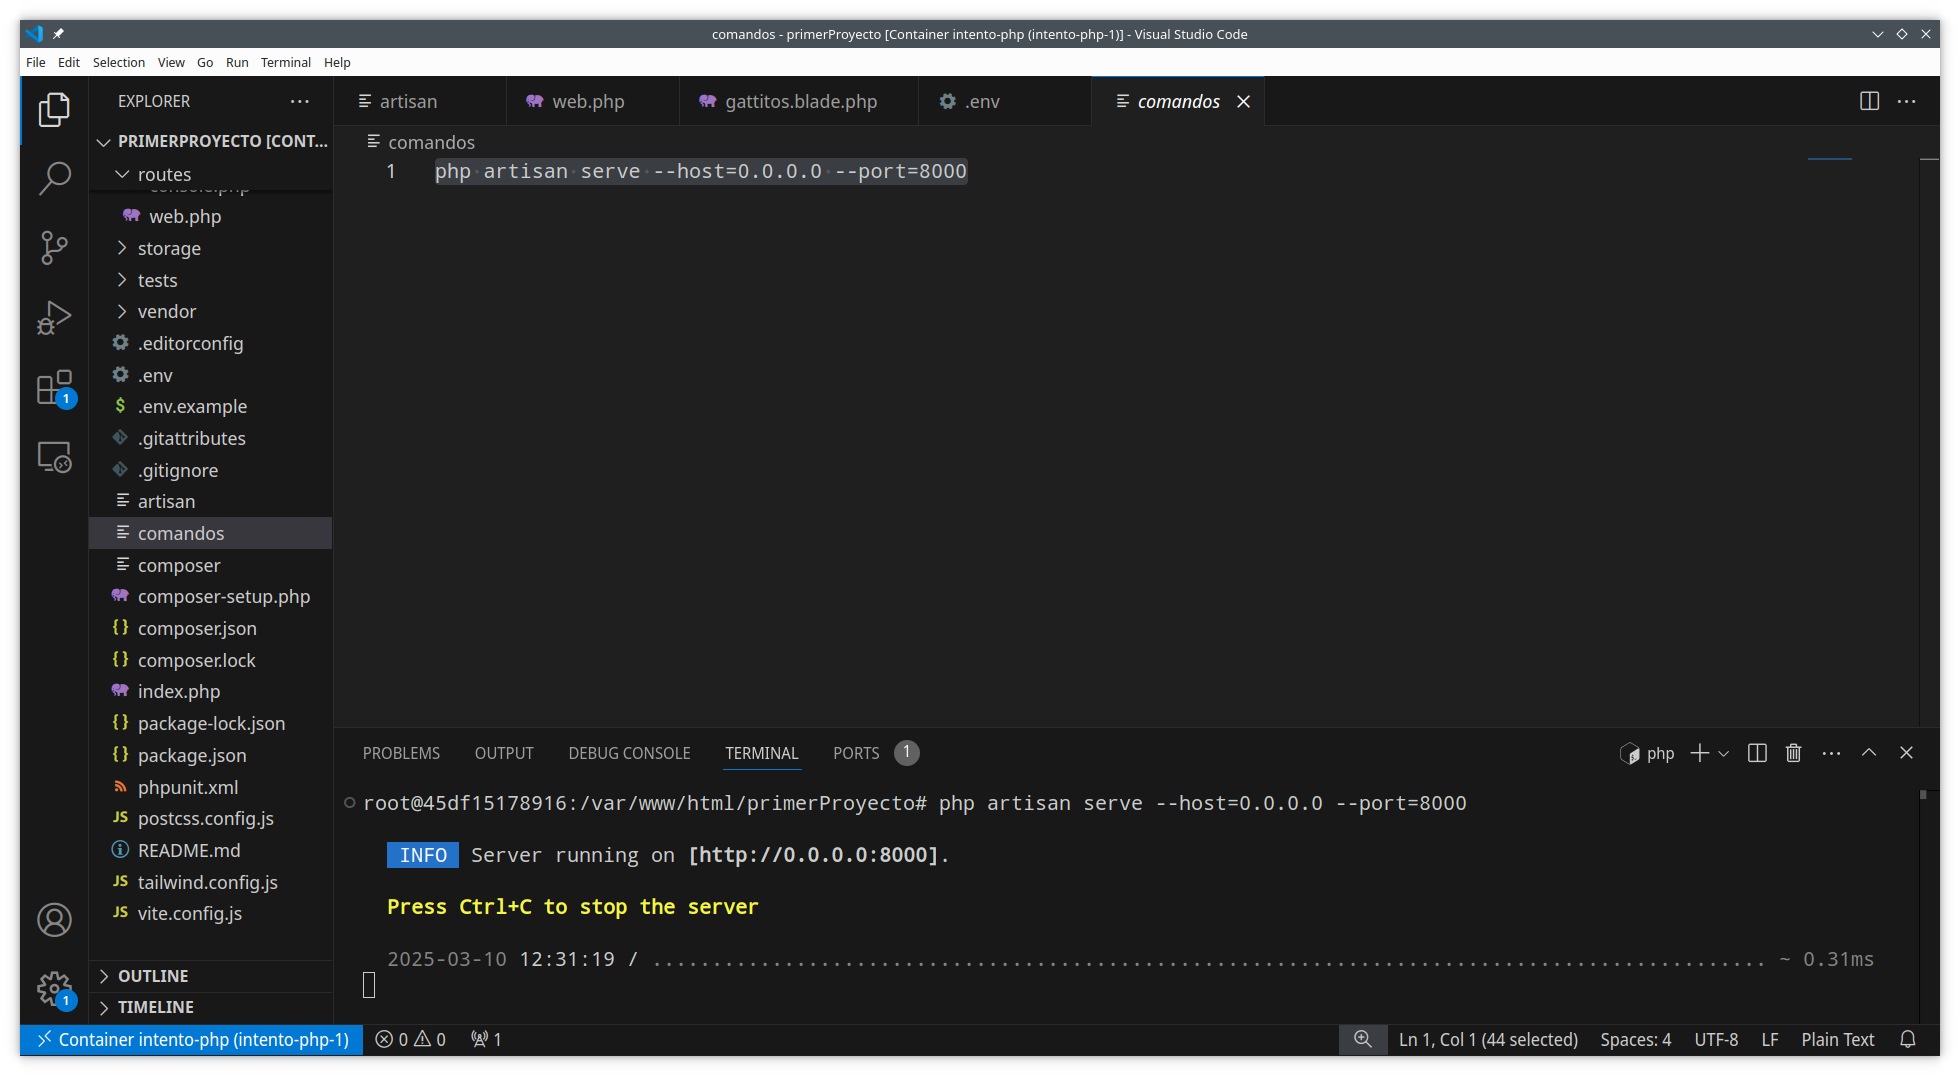 comandos - primerProyecto [Container intento-php (intento-php-1)] - Visual Studio Code
File Edit Selection View Go Run Terminal Help
EXPLORER
PRIMERPROYECTO [CONT...
routes
console.php
web.php
storage
tests
vendor
.editorconfig
.env
$ .env.example
.gitattributes
.gitignore
artisan
comandos
composer
composer-setup.php
{} composer.json
{} composer.lock
index.php
{} package-lock.json
{} package.json
phpunit.xml
JS postcss.config.js
README.md
JS tailwind.config.js
JS vite.config.js
OUTLINE
TIMELINE
1
1
artisan web.php gattitos.blade.php .env comandos
comandos
1 php artisan serve --host=0.0.0.0 --port=8000
PROBLEMS OUTPUT DEBUG CONSOLE TERMINAL PORTS 1 php
root@45df15178916:/var/www/html/primerProyecto# php artisan serve --host=0.0.0.0 --port=8000
INFO Server running on [http://0.0.0.0:8000].
Press Ctrl+C to stop the server
2025-03-10 12:31:19 / ............................................................................................. ~ 0.31ms
Container intento-php (intento-php-1) 0 0 1 Ln 1, Col 1 (44 selected) Spaces: 4 UTF-8 LF Plain Text